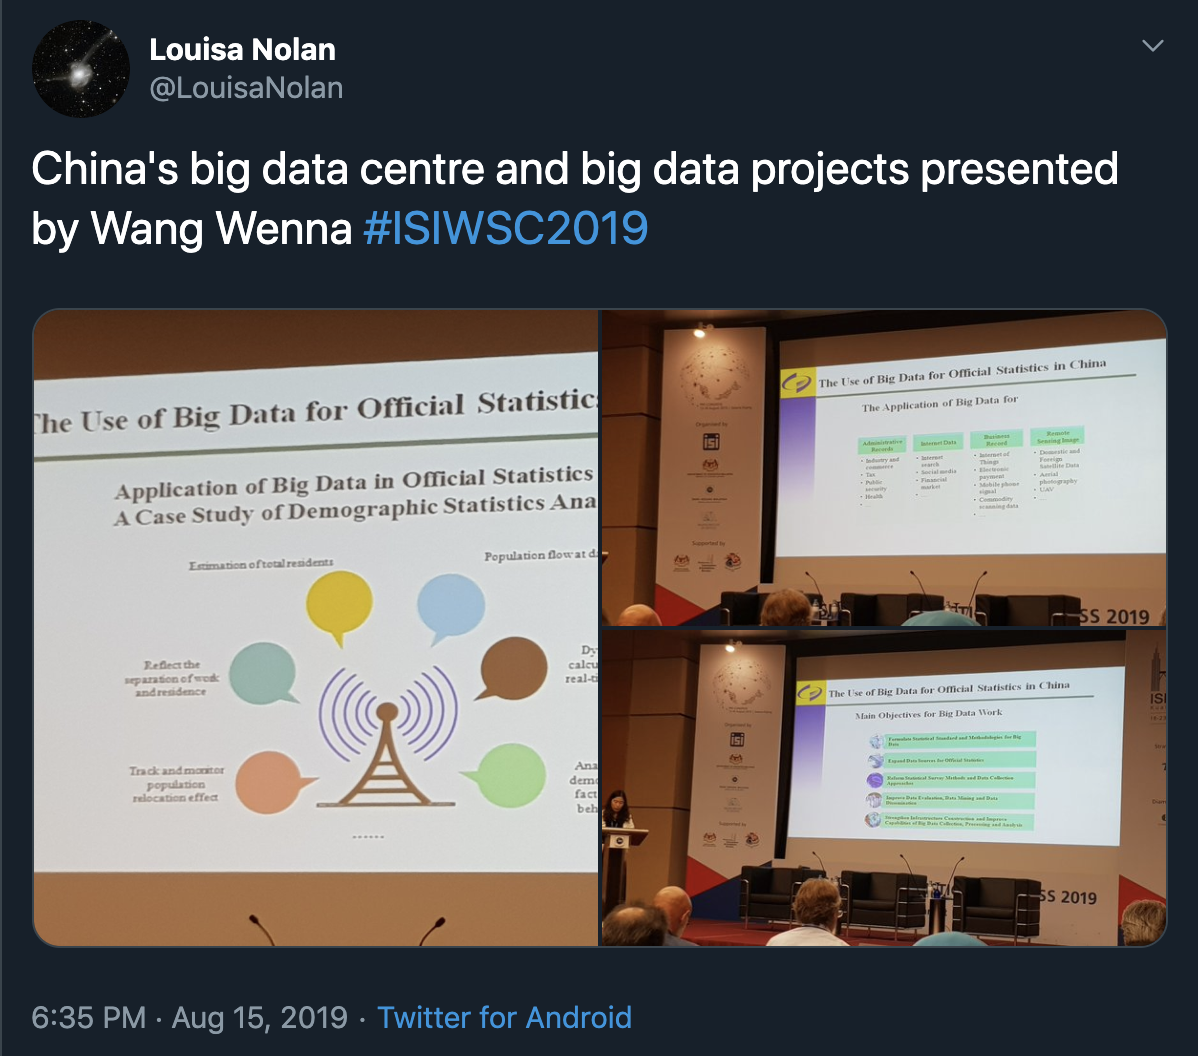 Louisa Nolan
@LouisaNolan
China's big data centre and big data projects presented
by Wang Wenna #ISIWSC2019
The Use of Big Data for Official Statistics
Application of Big Data in Official Statistics
A Case Study of Demographic Statistics Ana
Estimation of total residents
Population flow at d
Reflect the
separation of work
and residence
Dy
calcu
real-ti
Track and monitor
population
relocation effect
Ana
demo
fact
beh
......
The Use of Big Data for Official Statistics in China
The Application of Big Data for
Administrative
Records
Industry and
commerce
Tax
Public
security
Health
Internet Data
Internet
search
Social media
Financial
market
Business
Record
Internet of
Things
Electronic
payment
Mobile phone
signal
Commodity
scanning data
Remote
Sensing Image
Domestic and
Foreign
Satellite Data
Aerial
photography
UAV
Organised by
isi
Supported by
SS 2019
The Use of Big Data for Official Statistics in China
Main Objectives for Big Data Work
Formulate Statistical Standard and Methodologies for Big
Data
Expand Data Sources for Official Statistics
Reform Statistical Survey Methods and Data Collection
Approaches
Improve Data Evaluation, Data Mining and Data
Dissemination
Strengthen Infrastructure Construction and Improve
Capabilities of Big Data Collection, Processing and Analysis
Organised by
isi
Supported by
SS 2019
6:35 PM · Aug 15, 2019 · Twitter for Android